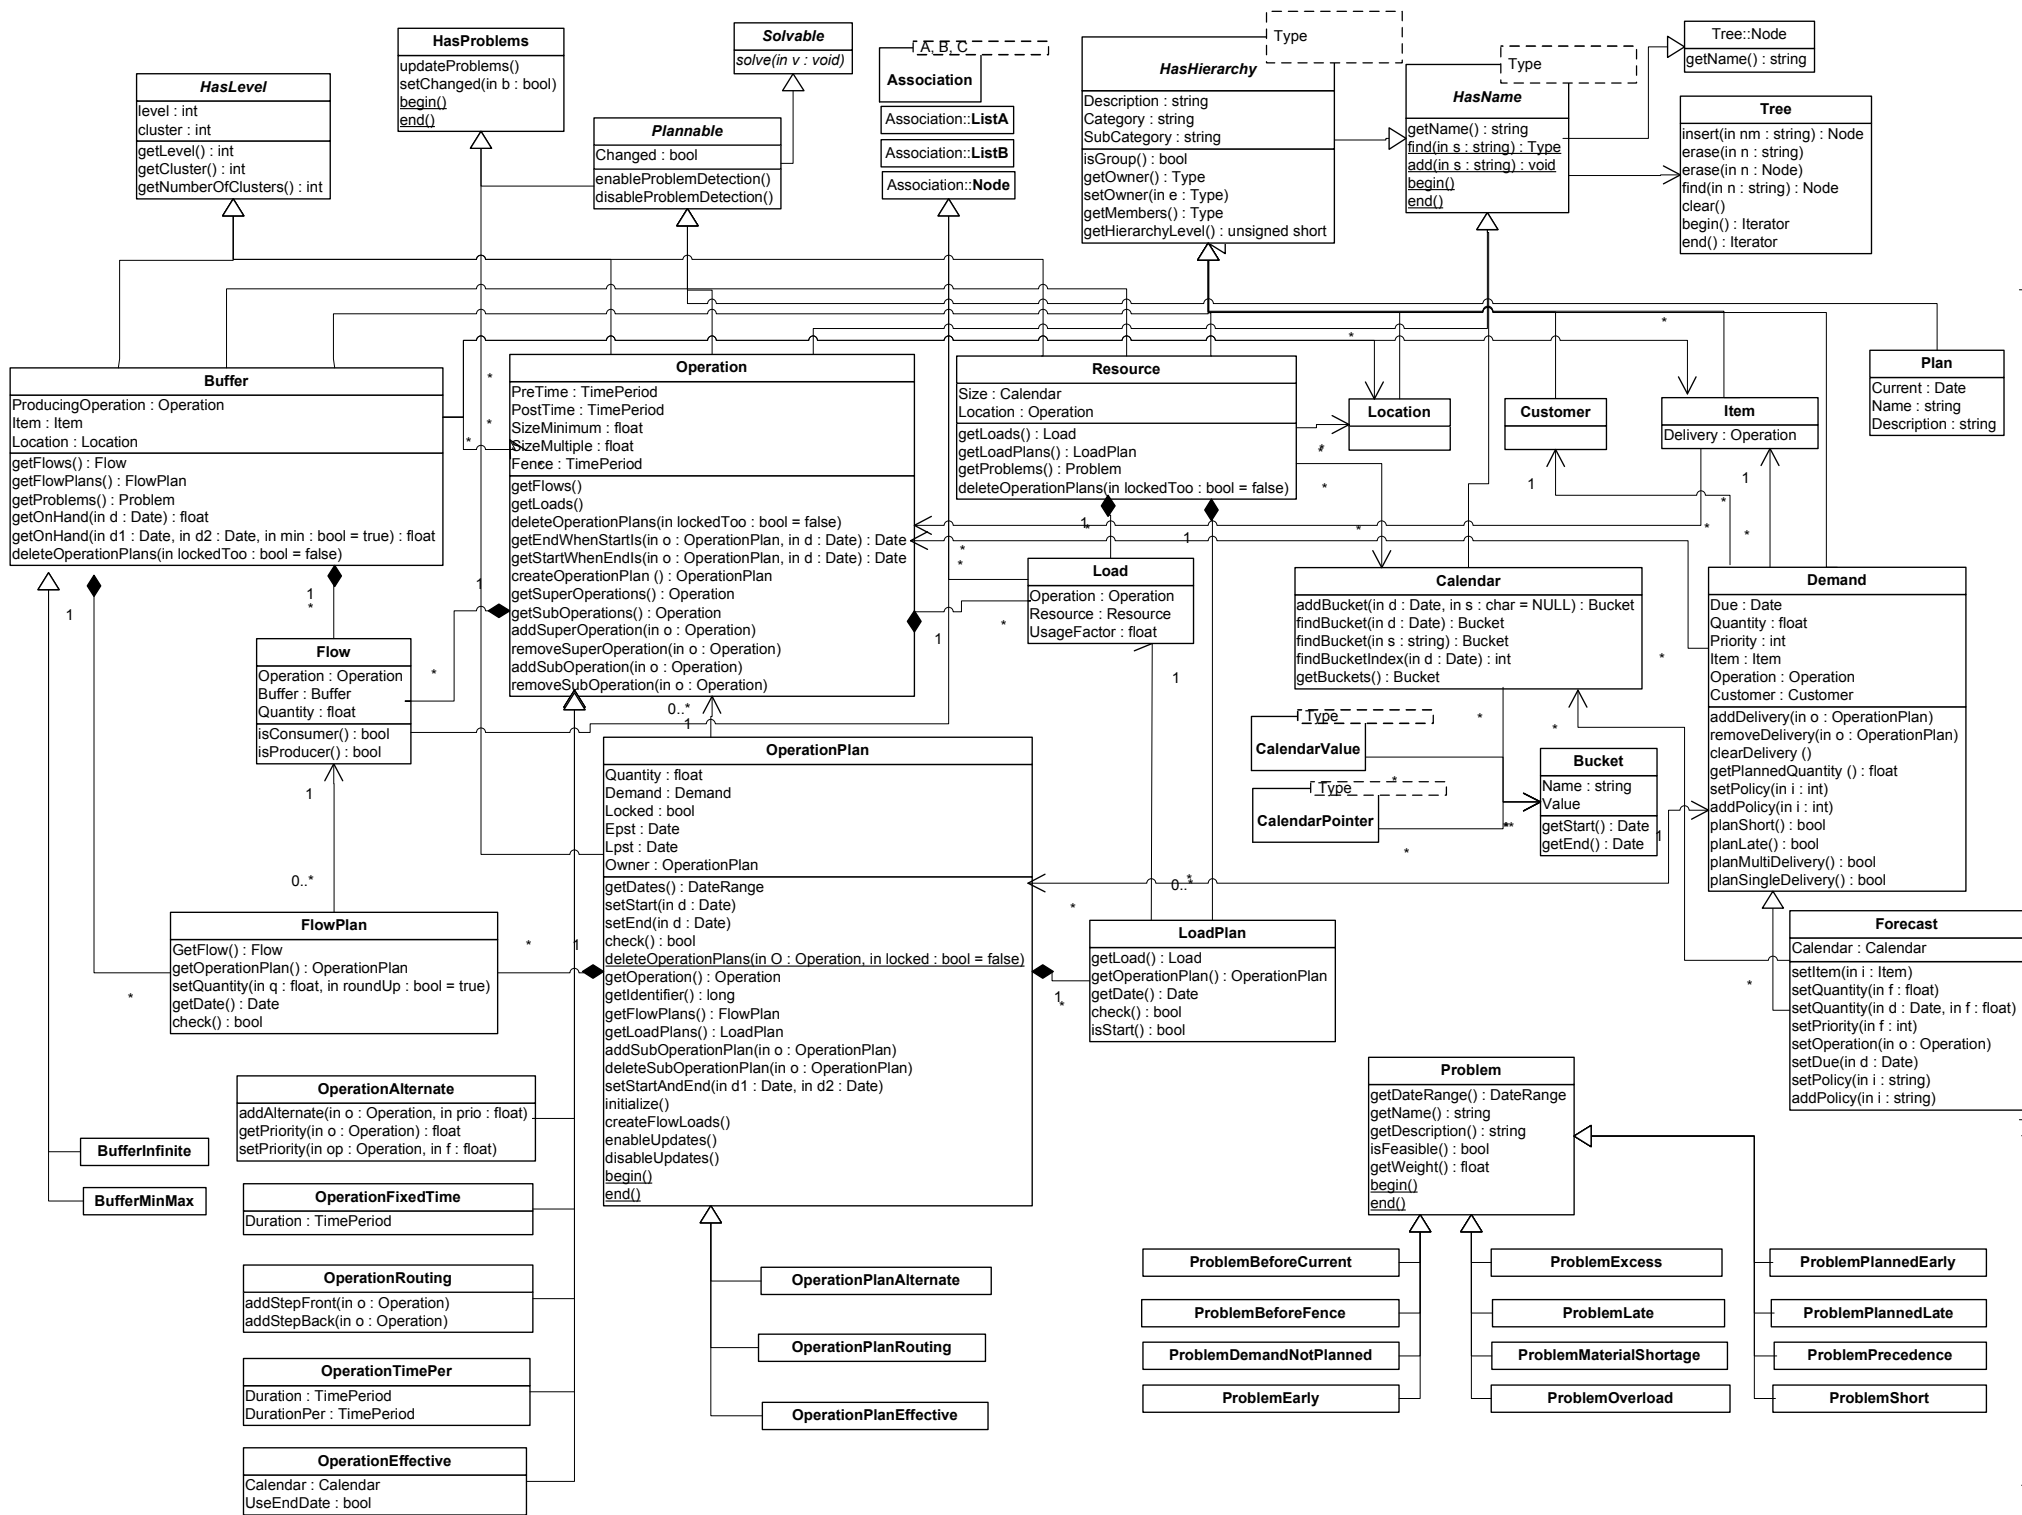 HasLevel
level : int
cluster : int
getLevel() : int
getCluster() : int
getNumberOfClusters() : int
HasProblems
updateProblems()
setChanged(in b : bool)
begin()
end()
Solvable
solve(in v : void)
Plannable
Changed : bool
enableProblemDetection()
disableProblemDetection()
A, B, C
Association
Association::ListA
Association::ListB
Association::Node
Type
HasHierarchy
Description : string
Category : string
SubCategory : string
isGroup() : bool
getOwner() : Type
setOwner(in e : Type)
getMembers() : Type
getHierarchyLevel() : unsigned short
Type
HasName
getName() : string
find(in s : string) : Type
add(in s : string) : void
begin()
end()
Tree::Node
getName() : string
Tree
insert(in nm : string) : Node
erase(in n : string)
erase(in n : Node)
find(in n : string) : Node
clear()
begin() : Iterator
end() : Iterator
Buffer
ProducingOperation : Operation
Item : Item
Location : Location
getFlows() : Flow
getFlowPlans() : FlowPlan
getProblems() : Problem
getOnHand(in d : Date) : float
getOnHand(in d1 : Date, in d2 : Date, in min : bool = true) : float
deleteOperationPlans(in lockedToo : bool = false)
*
*
*
Operation
PreTime : TimePeriod
PostTime : TimePeriod
SizeMinimum : float
SizeMultiple : float
Fence : TimePeriod
getFlows()
getLoads()
deleteOperationPlans(in lockedToo : bool = false)
getEndWhenStartIs(in o : OperationPlan, in d : Date) : Date
getStartWhenEndIs(in o : OperationPlan, in d : Date) : Date
createOperationPlan () : OperationPlan
getSuperOperations() : Operation
getSubOperations() : Operation
addSuperOperation(in o : Operation)
removeSuperOperation(in o : Operation)
addSubOperation(in o : Operation)
removeSubOperation(in o : Operation)
Resource
Size : Calendar
Location : Operation
getLoads() : Load
getLoadPlans() : LoadPlan
getProblems() : Problem
deleteOperationPlans(in lockedToo : bool = false)
*
*
Location
Customer
Item
Delivery : Operation
Plan
Current : Date
Name : string
Description : string
*
*
*
1
1
*
*
*
*
*
1
*
1
*
*
Load
Operation : Operation
Resource : Resource
UsageFactor : float
1
*
1
Calendar
addBucket(in d : Date, in s : char = NULL) : Bucket
findBucket(in d : Date) : Bucket
findBucket(in s : string) : Bucket
findBucketIndex(in d : Date) : int
getBuckets() : Bucket
Demand
Due : Date
Quantity : float
Priority : int
Item : Item
Operation : Operation
Customer : Customer
addDelivery(in o : OperationPlan)
removeDelivery(in o : OperationPlan)
clearDelivery ()
getPlannedQuantity () : float
setPolicy(in i : int)
addPolicy(in i : int)
planShort() : bool
planLate() : bool
planMultiDelivery() : bool
planSingleDelivery() : bool
1
1
*
1
*
Flow
Operation : Operation
Buffer : Buffer
Quantity : float
isConsumer() : bool
isProducer() : bool
1
0..*
0..*
1
OperationPlan
Quantity : float
Demand : Demand
Locked : bool
Epst : Date
Lpst : Date
Owner : OperationPlan
getDates() : DateRange
setStart(in d : Date)
setEnd(in d : Date)
check() : bool
deleteOperationPlans(in O : Operation, in locked : bool = false)
getOperation() : Operation
getIdentifier() : long
getFlowPlans() : FlowPlan
getLoadPlans() : LoadPlan
addSubOperationPlan(in o : OperationPlan)
deleteSubOperationPlan(in o : OperationPlan)
setStartAndEnd(in d1 : Date, in d2 : Date)
initialize()
createFlowLoads()
enableUpdates()
disableUpdates()
begin()
end()
Type
CalendarValue
Type
CalendarPointer
*
*
*
*
*
**
Bucket
Name : string
Value
getStart() : Date
getEnd() : Date
1
0..*
*
*
FlowPlan
GetFlow() : Flow
getOperationPlan() : OperationPlan
setQuantity(in q : float, in roundUp : bool = true)
getDate() : Date
check() : bool
*
*
1
LoadPlan
getLoad() : Load
getOperationPlan() : OperationPlan
getDate() : Date
check() : bool
isStart() : bool
1
*
*
Forecast
Calendar : Calendar
setItem(in i : Item)
setQuantity(in f : float)
setQuantity(in d : Date, in f : float)
setPriority(in f : int)
setOperation(in o : Operation)
setDue(in d : Date)
setPolicy(in i : string)
addPolicy(in i : string)
BufferInfinite
BufferMinMax
OperationAlternate
addAlternate(in o : Operation, in prio : float)
getPriority(in o : Operation) : float
setPriority(in op : Operation, in f : float)
OperationFixedTime
Duration : TimePeriod
OperationRouting
addStepFront(in o : Operation)
addStepBack(in o : Operation)
OperationTimePer
Duration : TimePeriod
DurationPer : TimePeriod
OperationEffective
Calendar : Calendar
UseEndDate : bool
OperationPlanAlternate
OperationPlanRouting
OperationPlanEffective
Problem
getDateRange() : DateRange
getName() : string
getDescription() : string
isFeasible() : bool
getWeight() : float
begin()
end()
ProblemBeforeCurrent
ProblemBeforeFence
ProblemDemandNotPlanned
ProblemEarly
ProblemExcess
ProblemLate
ProblemMaterialShortage
ProblemOverload
ProblemPlannedEarly
ProblemPlannedLate
ProblemPrecedence
ProblemShort